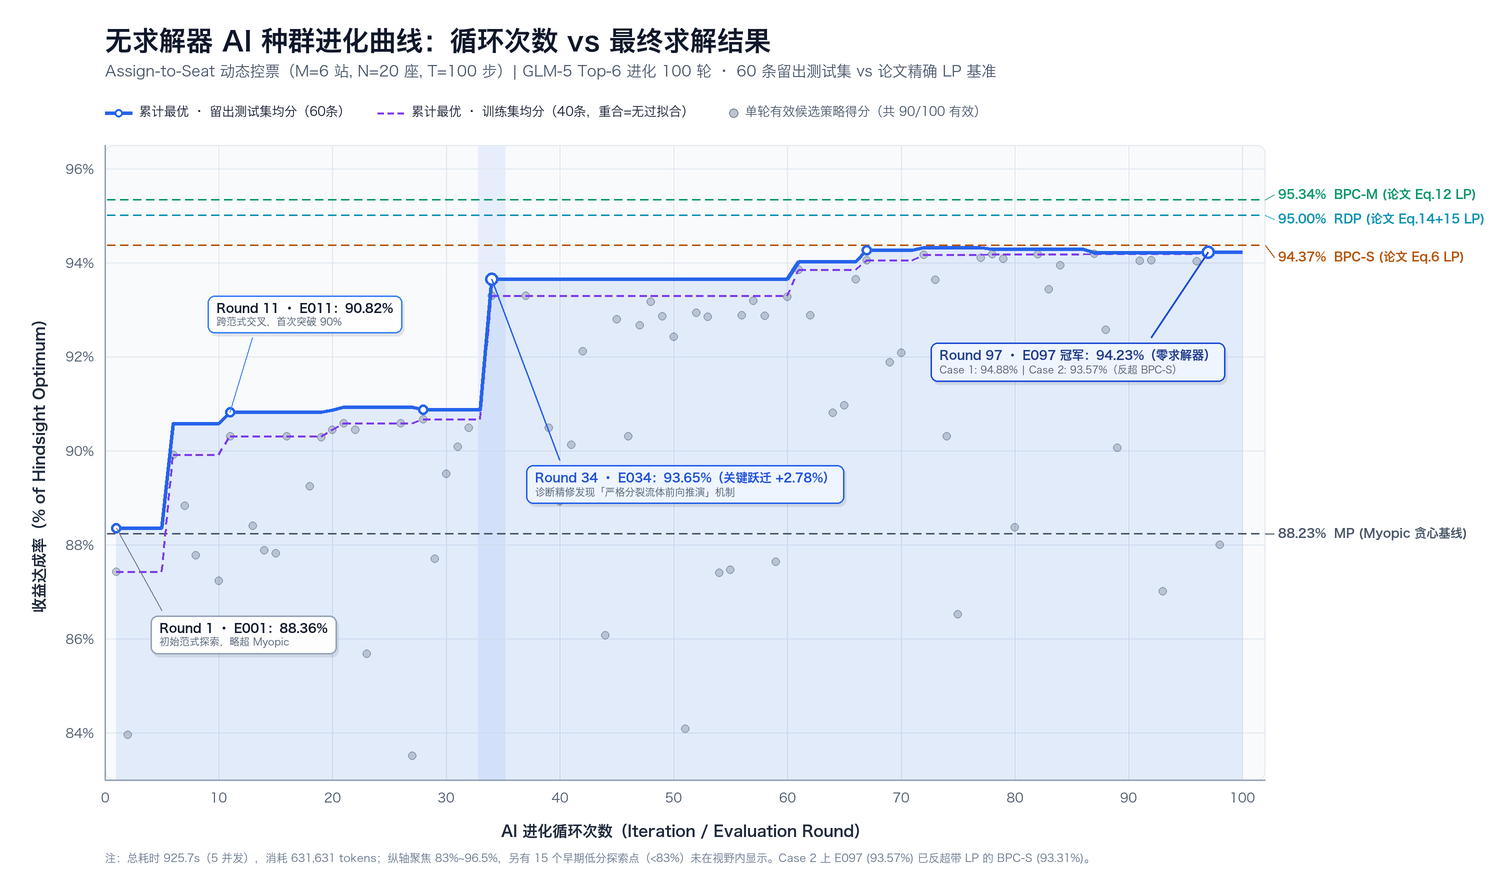 无求解器 AI 种群进化曲线：循环次数 vs 最终求解结果
Assign-to-Seat 动态控票（M=6 站, N=20 座, T=100 步）| GLM-5 Top-6 进化 100 轮 · 60 条留出测试集 vs 论文精确 LP 基准
累计最优 · 留出测试集均分（60条）
累计最优 · 训练集均分（40条，重合=无过拟合）
单轮有效候选策略得分（共 90/100 有效）
96%
94%
92%
90%
88%
86%
84%
收益达成率（% of Hindsight Optimum）
95.34% BPC-M (论文 Eq.12 LP)
95.00% RDP (论文 Eq.14+15 LP)
94.37% BPC-S (论文 Eq.6 LP)
88.23% MP (Myopic 贪心基线)
Round 11 · E011：90.82%
跨范式交叉，首次突破 90%
Round 97 · E097 冠军：94.23%（零求解器）
Case 1: 94.88% | Case 2: 93.57%（反超 BPC-S）
Round 34 · E034：93.65%（关键跃迁 +2.78%）
诊断精修发现「严格分裂流体前向推演」机制
Round 1 · E001：88.36%
初始范式探索，略超 Myopic
0
10
20
30
40
50
60
70
80
90
100
AI 进化循环次数（Iteration / Evaluation Round）
注：总耗时 925.7s（5 并发），消耗 631,631 tokens；纵轴聚焦 83%~96.5%，另有 15 个早期低分探索点（<83%）未在视野内显示。Case 2 上 E097 (93.57%) 已反超带 LP 的 BPC-S (93.31%)。